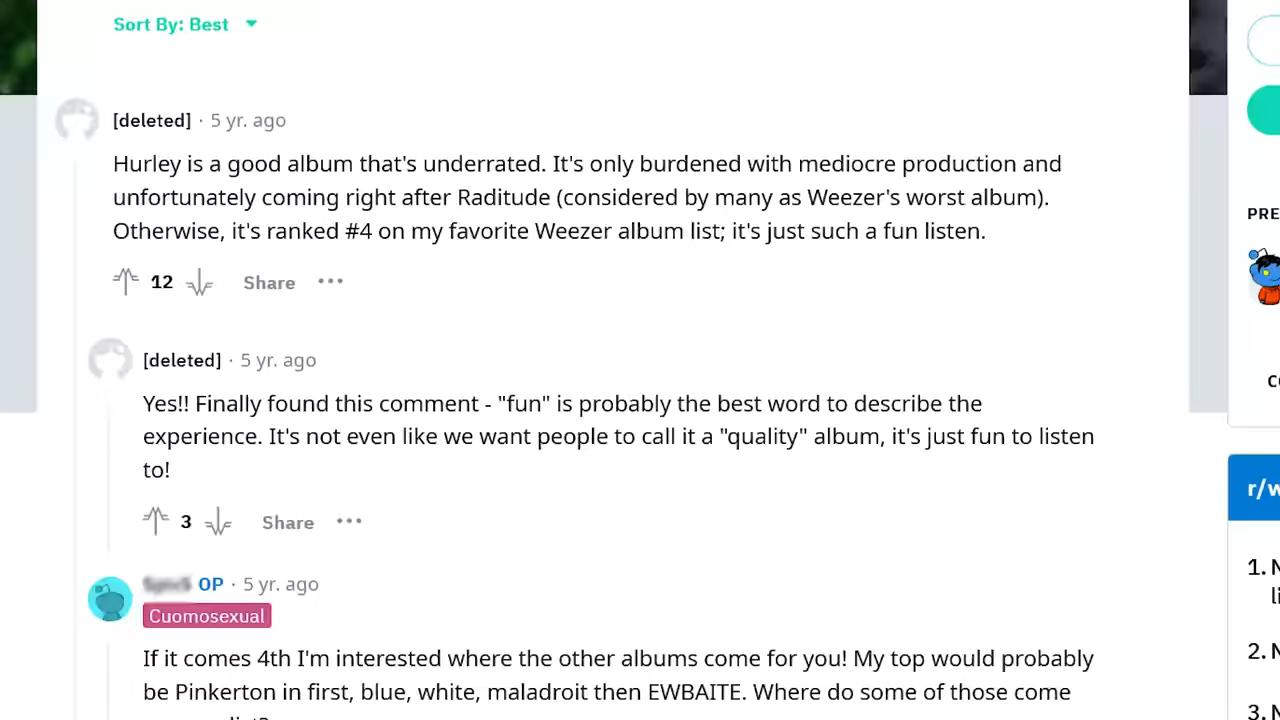 Sort By: Best
[deleted] · 5 yr. ago
Hurley is a good album that's underrated. It's only burdened with mediocre production and
unfortunately coming right after Raditude (considered by many as Weezer's worst album).
Otherwise, it's ranked #4 on my favorite Weezer album list; it's just such a fun listen.
12 Share •••
[deleted] · 5 yr. ago
Yes!! Finally found this comment - "fun" is probably the best word to describe the
experience. It's not even like we want people to call it a "quality" album, it's just fun to listen
to!
3 Share •••
OP · 5 yr. ago
Cuomosexual
If it comes 4th I'm interested where the other albums come for you! My top would probably
be Pinkerton in first, blue, white, maladroit then EWBAITE. Where do some of those come
PRE
r/w
1.
2.
3.